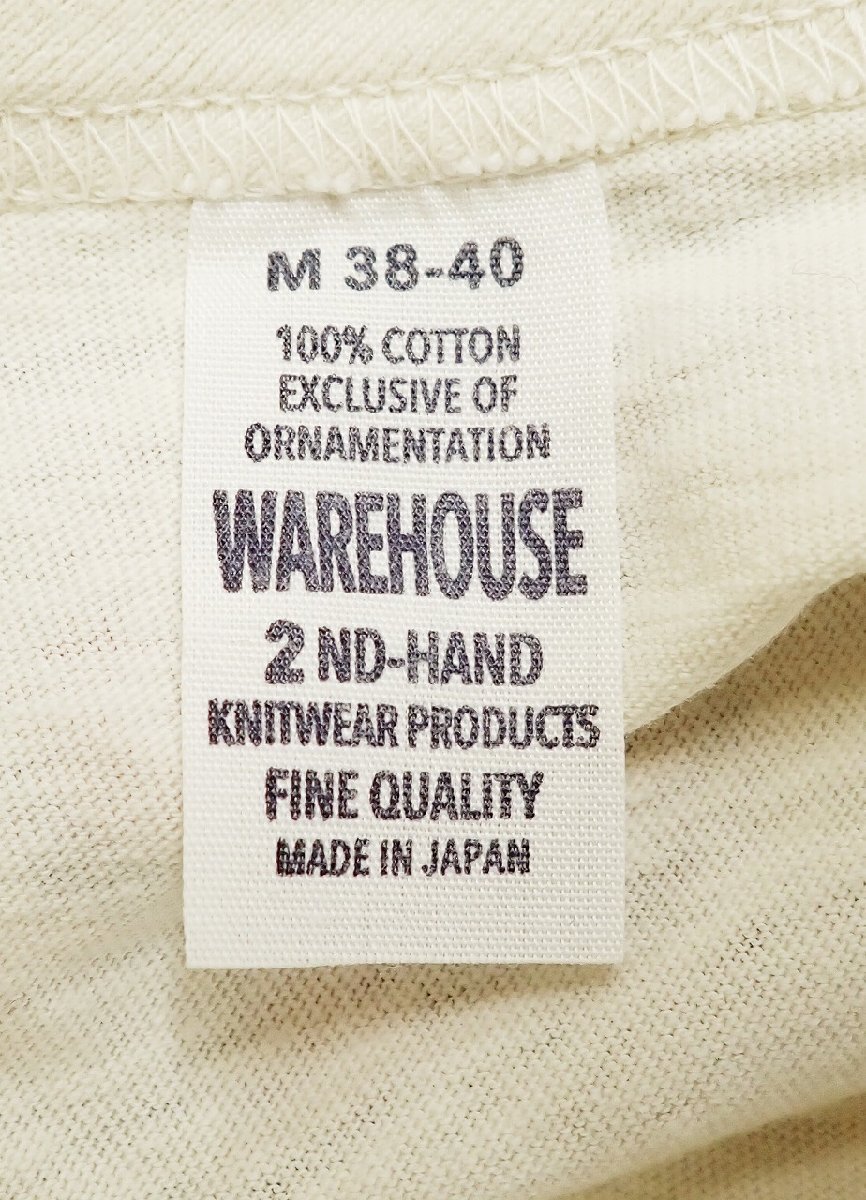 M 38-40
100% COTTON
EXCLUSIVE OF
ORNAMENTATION
WAREHOUSE
2 ND-HAND
KNITWEAR PRODUCTS
FINE QUALITY
MADE IN JAPAN